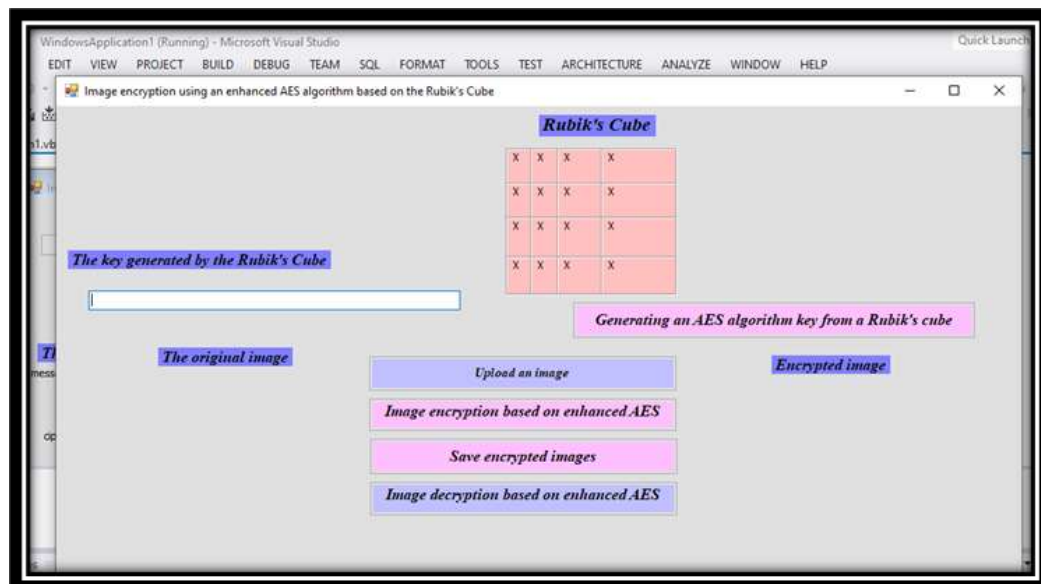 WindowsApplication1 (Running) - Microsoft Visual Studio
Quick Launch
EDIT VIEW PROJECT BUILD DEBUG TEAM SQL FORMAT TOOLS TEST ARCHITECTURE ANALYZE WINDOW HELP
Image encryption using an enhanced AES algorithm based on the Rubik's Cube
Rubik's Cube
X X X X
X X X X
X X X X
X X X X
The key generated by the Rubik's Cube
Generating an AES algorithm key from a Rubik's cube
The original image
Encrypted image
Upload an image
Image encryption based on enhanced AES
Save encrypted images
Image decryption based on enhanced AES